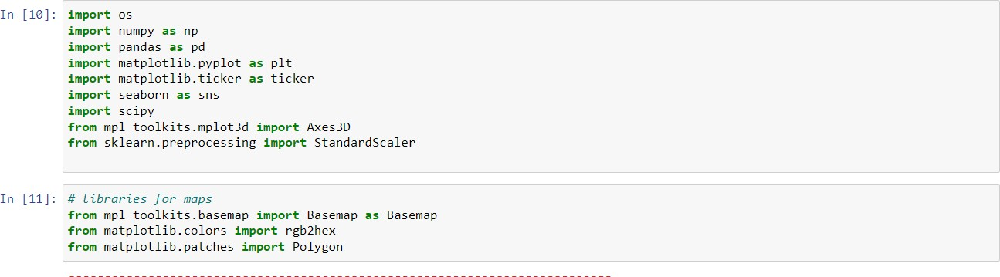 In [10]: import os
import numpy as np
import pandas as pd
import matplotlib.pyplot as plt
import matplotlib.ticker as ticker
import seaborn as sns
import scipy
from mpl_toolkits.mplot3d import Axes3D
from sklearn.preprocessing import StandardScaler
In [11]: # libraries for maps
from mpl_toolkits.basemap import Basemap as Basemap
from matplotlib.colors import rgb2hex
from matplotlib.patches import Polygon
---------------------------------------------------------------------------